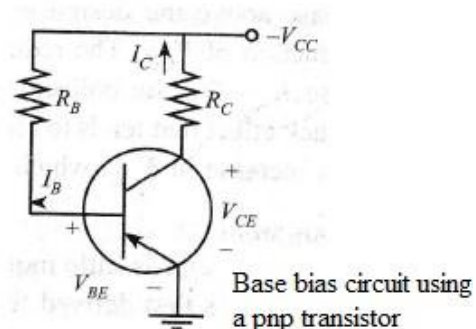 -V_CC
I_C
R_B
R_C
I_B
+
+
V_CE
-
V_BE
-
Base bias circuit using
a pnp transistor